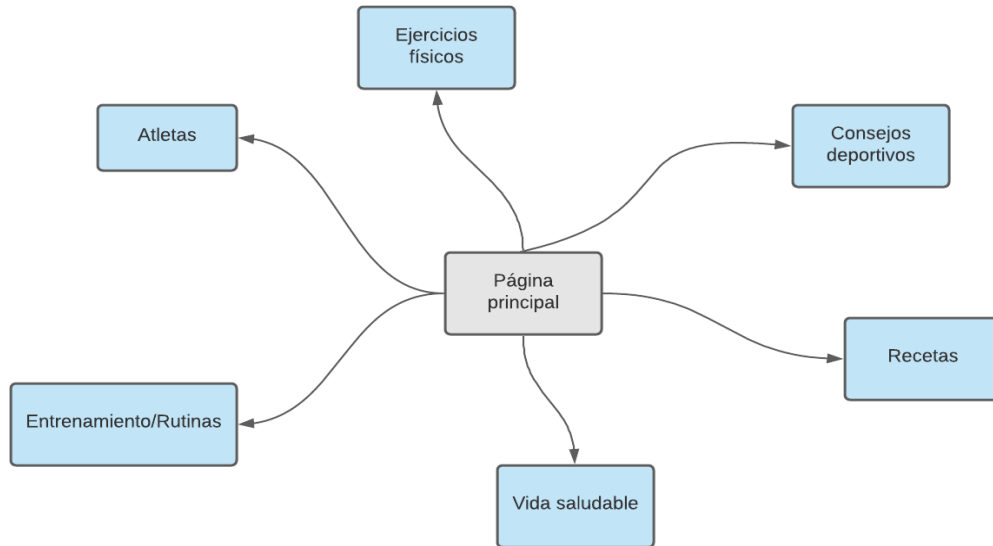 Ejercicios
físicos
Atletas
Consejos
deportivos
Página
principal
Recetas
Entrenamiento/Rutinas
Vida saludable